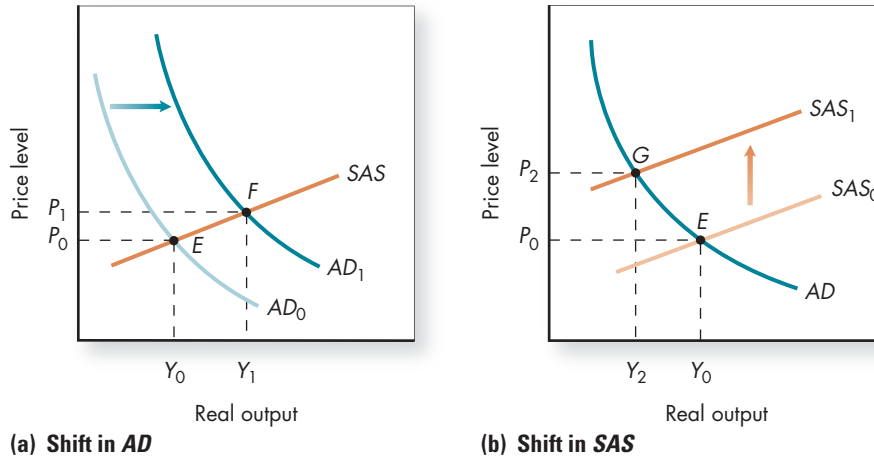 Price level
P₁
P₀
F
E
SAS
AD₁
AD₀
Y₀ Y₁
Real output
(a) Shift in AD
Price level
P₂
P₀
G
E
SAS₁
SAS₀
AD
Y₂ Y₀
Real output
(b) Shift in SAS